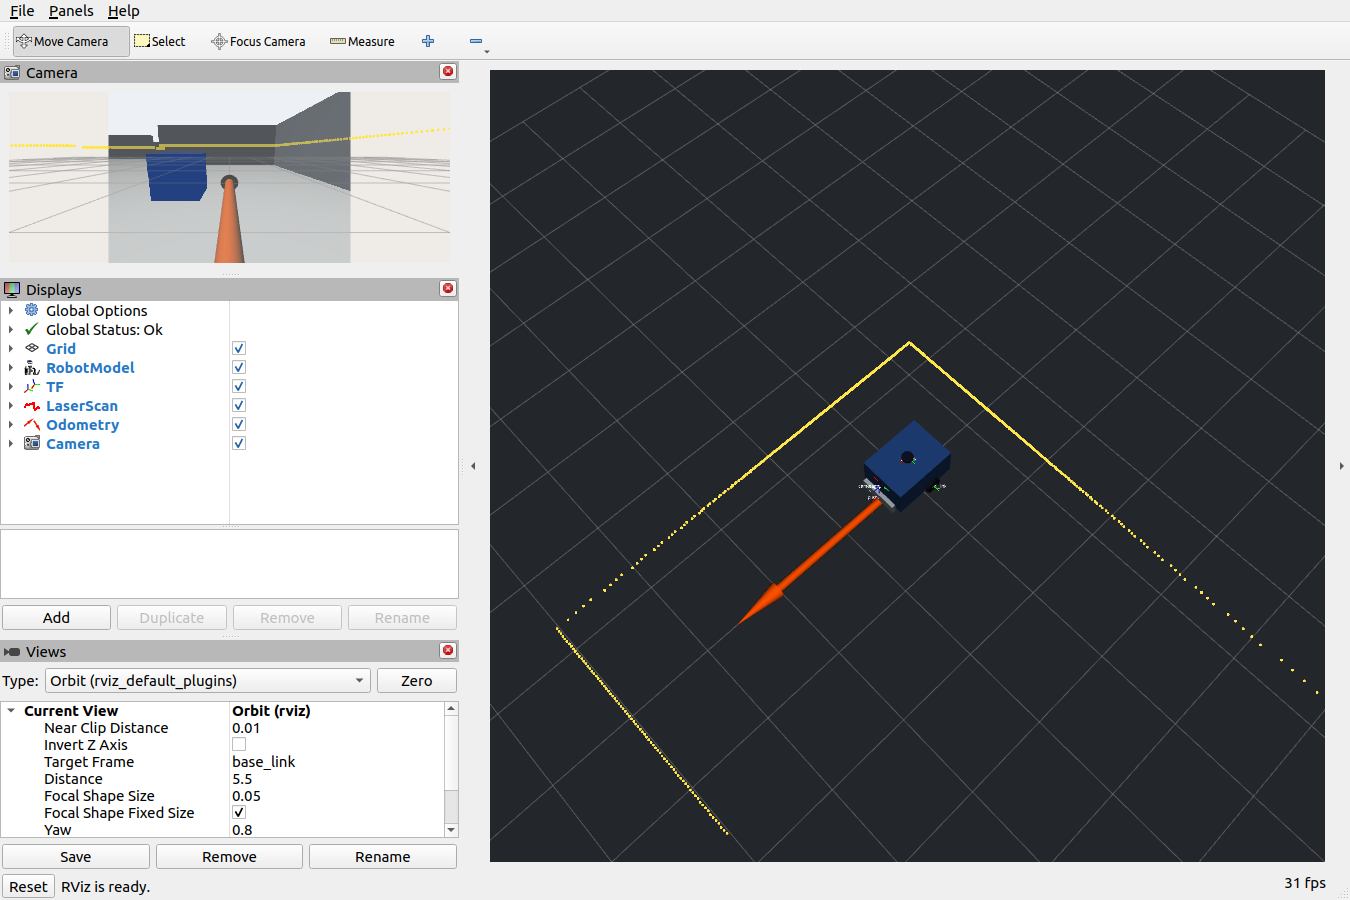 File Panels Help
Move Camera Select Focus Camera Measure
Camera
Displays
Global Options
Global Status: Ok
Grid
RobotModel
TF
LaserScan
Odometry
Camera
Add Duplicate Remove Rename
Views
Type: Orbit (rviz_default_plugins) Zero
Current View Orbit (rviz)
Near Clip Distance 0.01
Invert Z Axis
Target Frame base_link
Distance 5.5
Focal Shape Size 0.05
Focal Shape Fixed Size
Yaw 0.8
Save Remove Rename
Reset RViz is ready.
31 fps